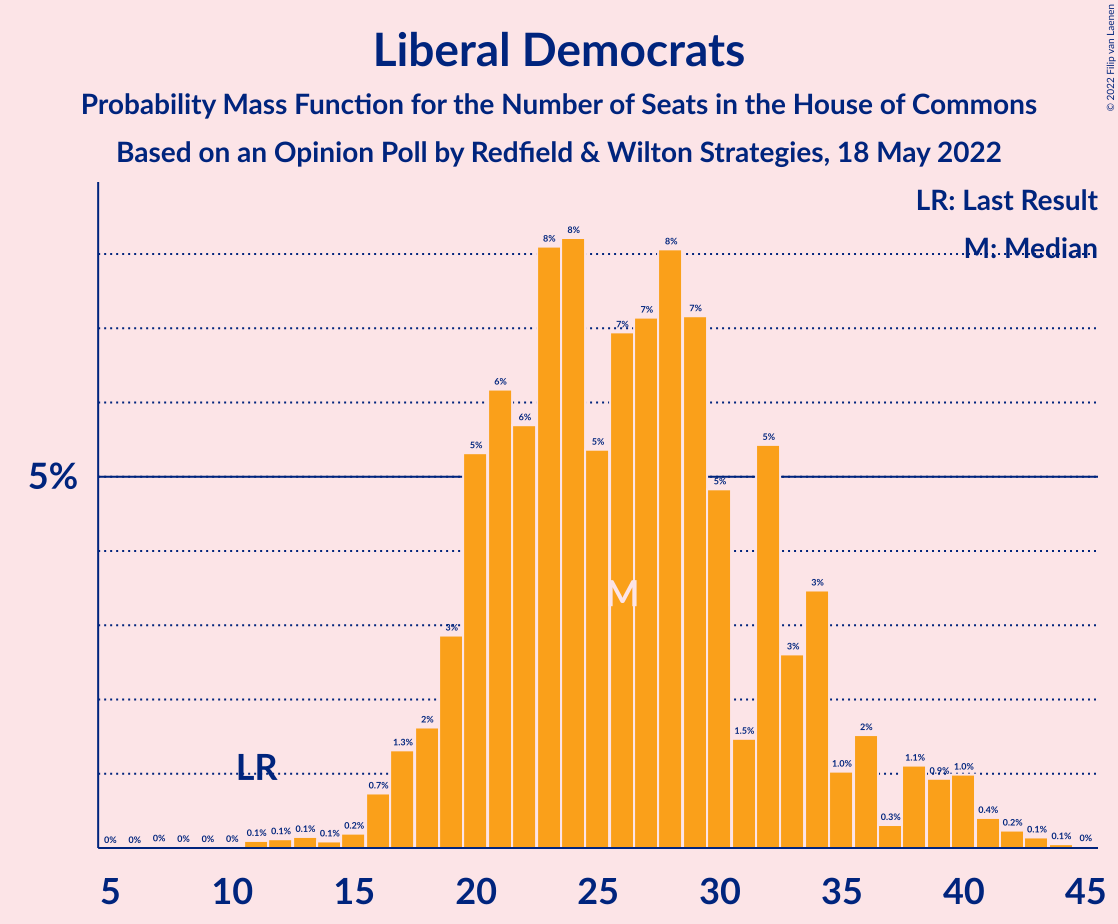 Liberal Democrats
Probability Mass Function for the Number of Seats in the House of Commons
Based on an Opinion Poll by Redfield & Wilton Strategies, 18 May 2022
© 2022 Filip van Laenen
LR: Last Result
M: Median
5%
LR
M
0% 0% 0% 0% 0% 0% 0.1% 0.1% 0.1% 0.1% 0.2% 0.7% 1.3% 2% 3% 5% 6% 6% 8% 8% 5% 7% 7% 8% 7% 5% 1.5% 5% 3% 3% 1.0% 2% 0.3% 1.1% 0.9% 1.0% 0.4% 0.2% 0.1% 0.1% 0%
5 10 15 20 25 30 35 40 45